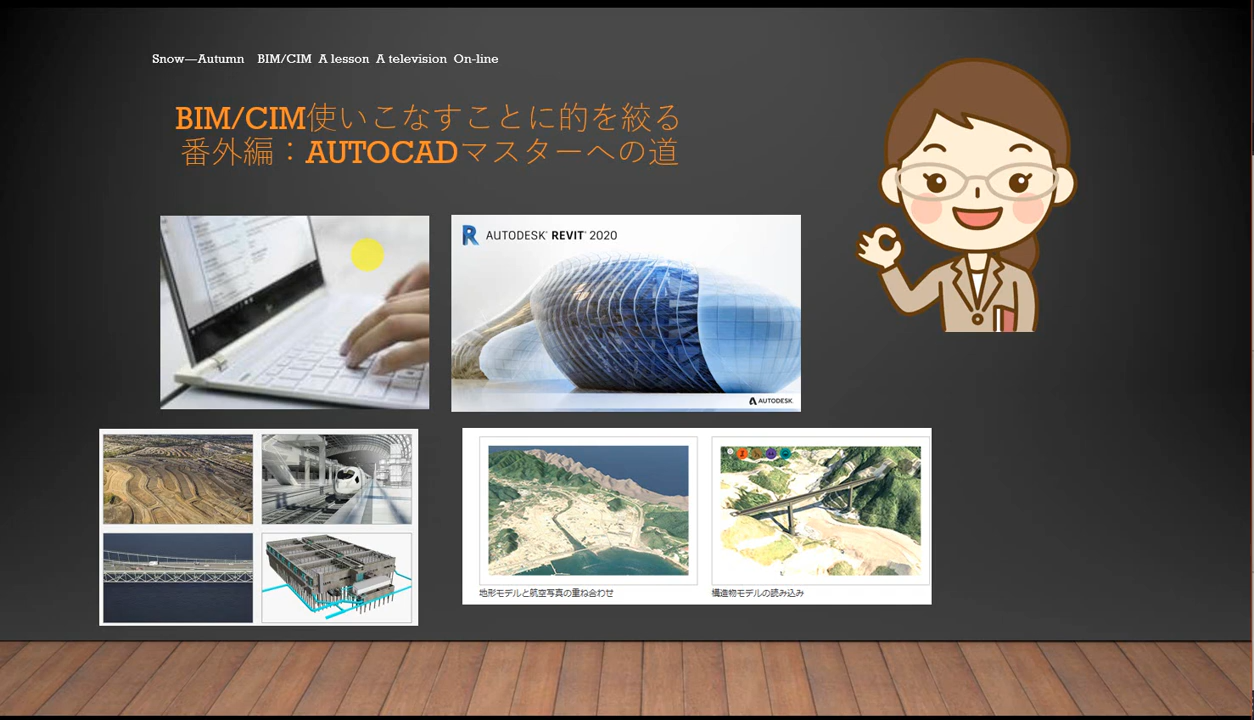 Snow—Autumn BIM/CIM A lesson A television On-line
BIM/CIM使いこなすことに的を絞る
番外編：AUTOCADマスターへの道
AUTODESK® REVIT® 2020
AUTODESK
地形モデルと航空写真の重ね合わせ
構造物モデルの読み込み